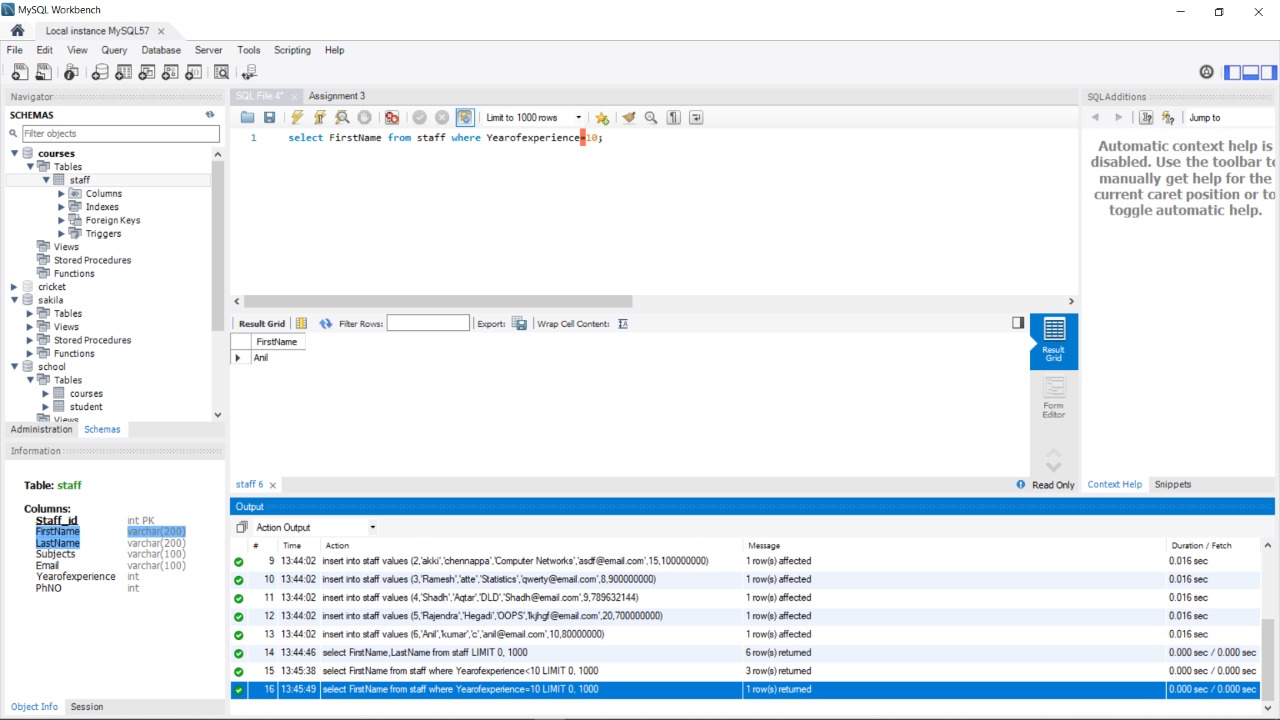 MySQL Workbench
Local instance MySQL57
File Edit View Query Database Server Tools Scripting Help
Navigator
SCHEMAS
Filter objects
courses
Tables
staff
Columns
Indexes
Foreign Keys
Triggers
Views
Stored Procedures
Functions
cricket
sakila
Tables
Views
Stored Procedures
Functions
school
Tables
courses
student
Views
Administration Schemas
Information
Table: staff
Columns:
Staff_id int PK
FirstName varchar(200)
LastName varchar(200)
Subjects varchar(100)
Email varchar(100)
Yearofexperience int
PhNO int
Object Info Session
SQL File 4* Assignment 3
Limit to 1000 rows
1 select FirstName from staff where Yearofexperience=10;
Result Grid Filter Rows: Export: Wrap Cell Content:
FirstName
Anil
Result Grid
Form Editor
staff 6 Read Only
SQLAdditions
Jump to
Automatic context help is
disabled. Use the toolbar to
manually get help for the
current caret position or to
toggle automatic help.
Context Help Snippets
Output
Action Output
# Time Action Message Duration / Fetch
9 13:44:02 insert into staff values (2,'akki','chennappa','Computer Networks','asdf@email.com',15,100000000) 1 row(s) affected 0.016 sec
10 13:44:02 insert into staff values (3,'Ramesh','atte','Statistics','qwerty@email.com',8,900000000) 1 row(s) affected 0.016 sec
11 13:44:02 insert into staff values (4,'Shadh','Aqtar','DLD','Shadh@email.com',9,789632144) 1 row(s) affected 0.016 sec
12 13:44:02 insert into staff values (5,'Rajendra','Hegadi','OOPS','lkjhgf@email.com',20,700000000) 1 row(s) affected 0.016 sec
13 13:44:02 insert into staff values (6,'Anil','kumar','c','anil@email.com',10,80000000) 1 row(s) affected 0.016 sec
14 13:44:46 select FirstName,LastName from staff LIMIT 0, 1000 6 row(s) returned 0.000 sec / 0.000 sec
15 13:45:38 select FirstName from staff where Yearofexperience<10 LIMIT 0, 1000 3 row(s) returned 0.000 sec / 0.000 sec
16 13:45:49 select FirstName from staff where Yearofexperience=10 LIMIT 0, 1000 1 row(s) returned 0.000 sec / 0.000 sec